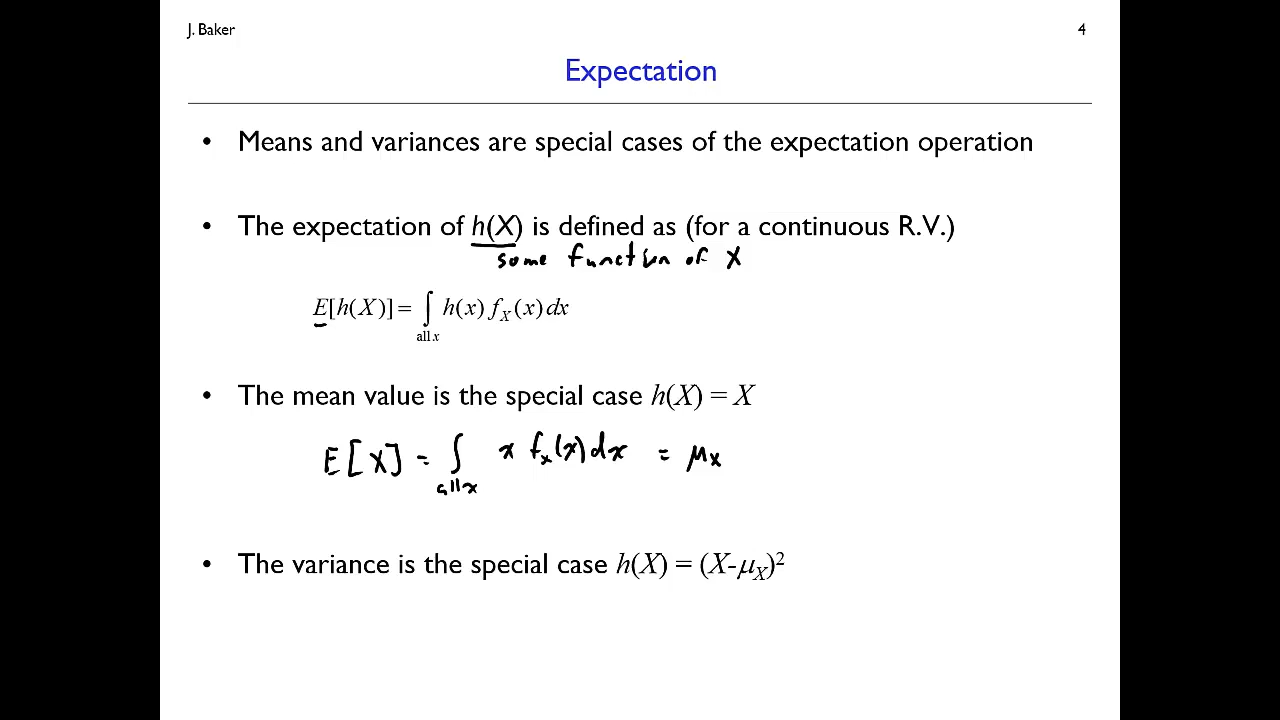 J. Baker 4
Expectation
• Means and variances are special cases of the expectation operation
• The expectation of h(X) is defined as (for a continuous R.V.)
some function of X
E[h(X)] = ∫ h(x) f_X(x) dx
all x
• The mean value is the special case h(X) = X
E[X] = ∫ x f_x(x) dx = μ_x
all x
• The variance is the special case h(X) = (X-μ_X)²